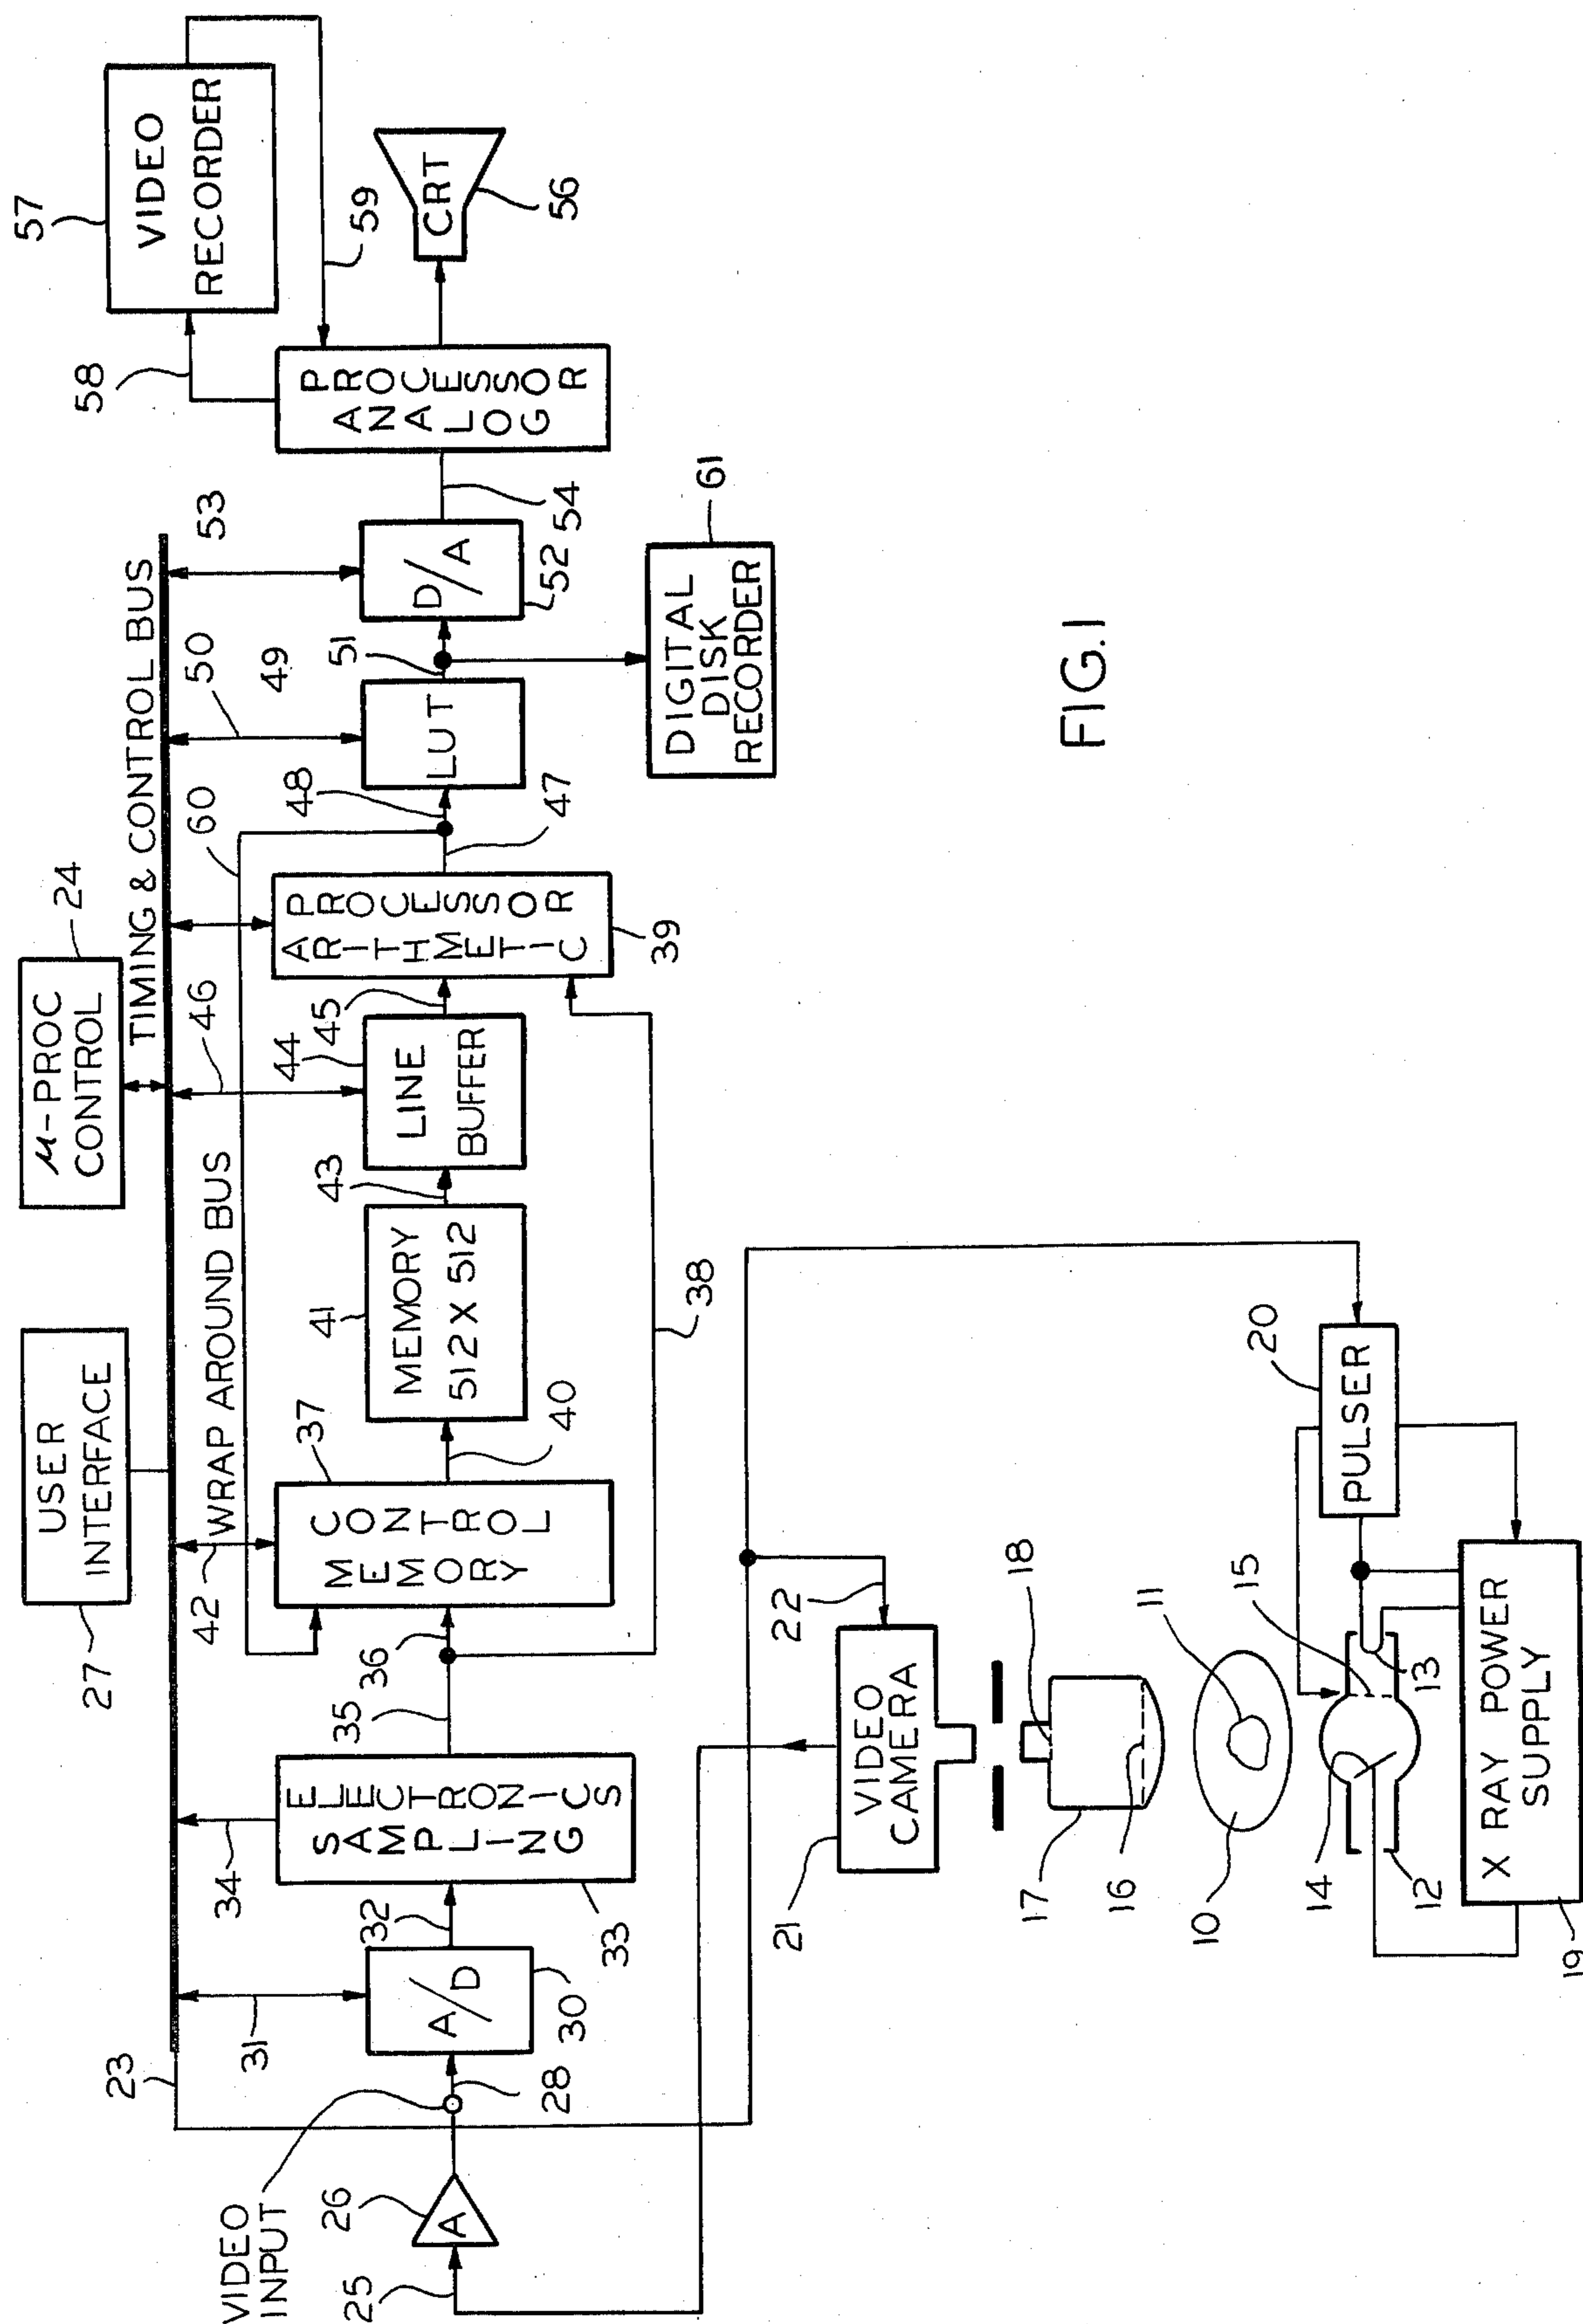 57
VIDEO
RECORDER
58
59
CRT
56
PROCESSOR
ANALOG
53
54
D/A
52
51
61
DIGITAL
DISK
RECORDER
TIMING & CONTROL BUS
50
49
LUT
48
60
47
24
μ-PROC
CONTROL
46
PROCESSOR
ARITHMETIC
39
45
44
LINE
BUFFER
43
WRAP AROUND BUS
41
MEMORY
512 X 512
38
27
USER
INTERFACE
42
37
CONTROL
MEMORY
40
36
35
34
ELECTRONICS
SAMPLING
33
32
31
A/D
30
23
28
VIDEO
INPUT
26
A
25
22
21
VIDEO
CAMERA
18
17
16
11
10
15
13
14
12
20
PULSER
X RAY POWER
SUPPLY
19
FIG.1